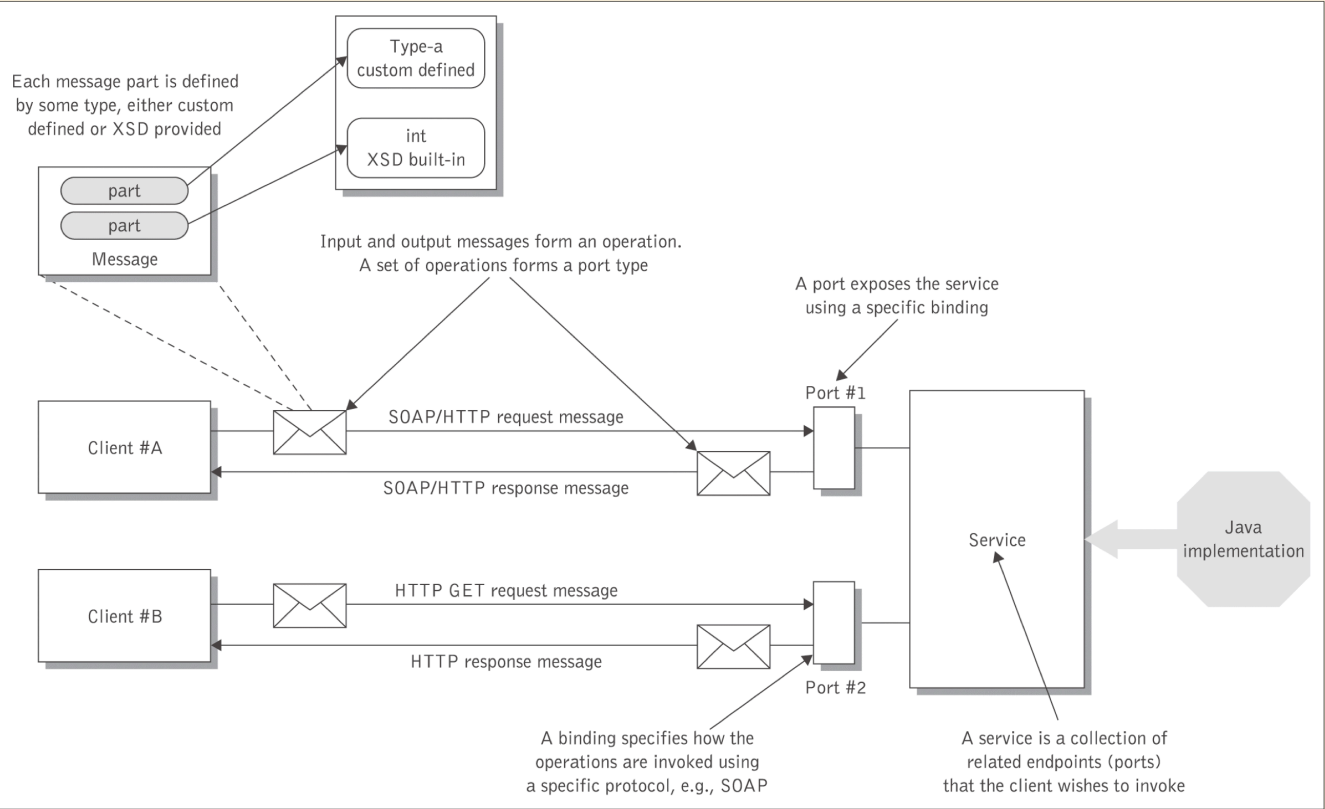 Type-a
custom defined
Each message part is defined
by some type, either custom
defined or XSD provided
int
XSD built-in
part
part
Message
Input and output messages form an operation.
A set of operations forms a port type
A port exposes the service
using a specific binding
Port #1
Client #A
SOAP/HTTP request message
SOAP/HTTP response message
Service
Java
implementation
Client #B
HTTP GET request message
HTTP response message
Port #2
A binding specifies how the
operations are invoked using
a specific protocol, e.g., SOAP
A service is a collection of
related endpoints (ports)
that the client wishes to invoke